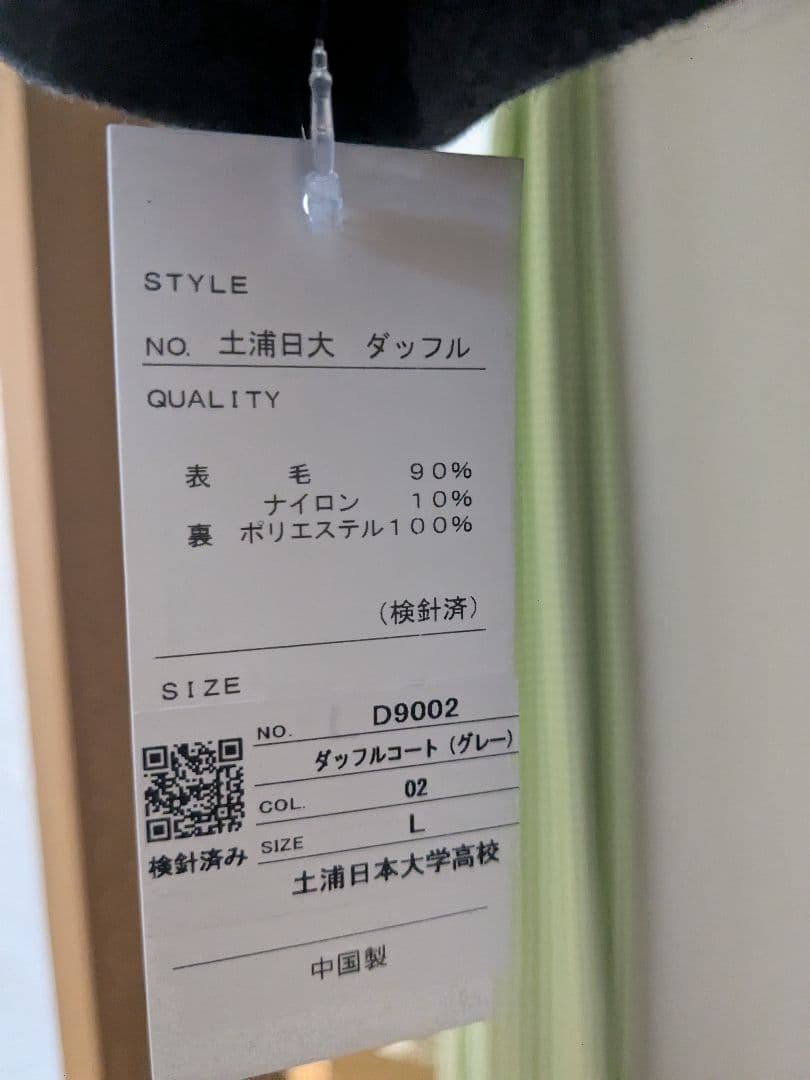 STYLE
NO. 土浦日大　ダッフル
QUALITY
表　毛　９０％
ナイロン　１０％
裏　ポリエステル１００％
（検針済）
SIZE
NO. D9002
ダッフルコート（グレー）
COL. 02
SIZE L
検針済み
土浦日本大学高校
中国製